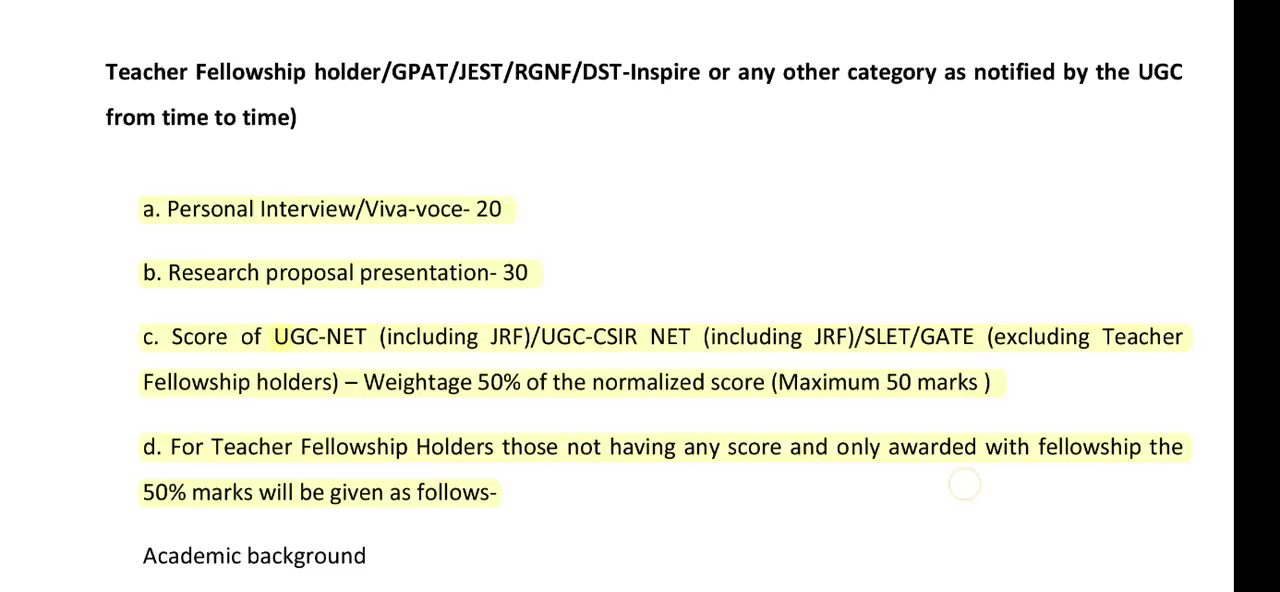 Teacher Fellowship holder/GPAT/JEST/RGNF/DST-Inspire or any other category as notified by the UGC
from time to time)
a. Personal Interview/Viva-voce- 20
b. Research proposal presentation- 30
c. Score of UGC-NET (including JRF)/UGC-CSIR NET (including JRF)/SLET/GATE (excluding Teacher
Fellowship holders) – Weightage 50% of the normalized score (Maximum 50 marks )
d. For Teacher Fellowship Holders those not having any score and only awarded with fellowship the
50% marks will be given as follows-
Academic background